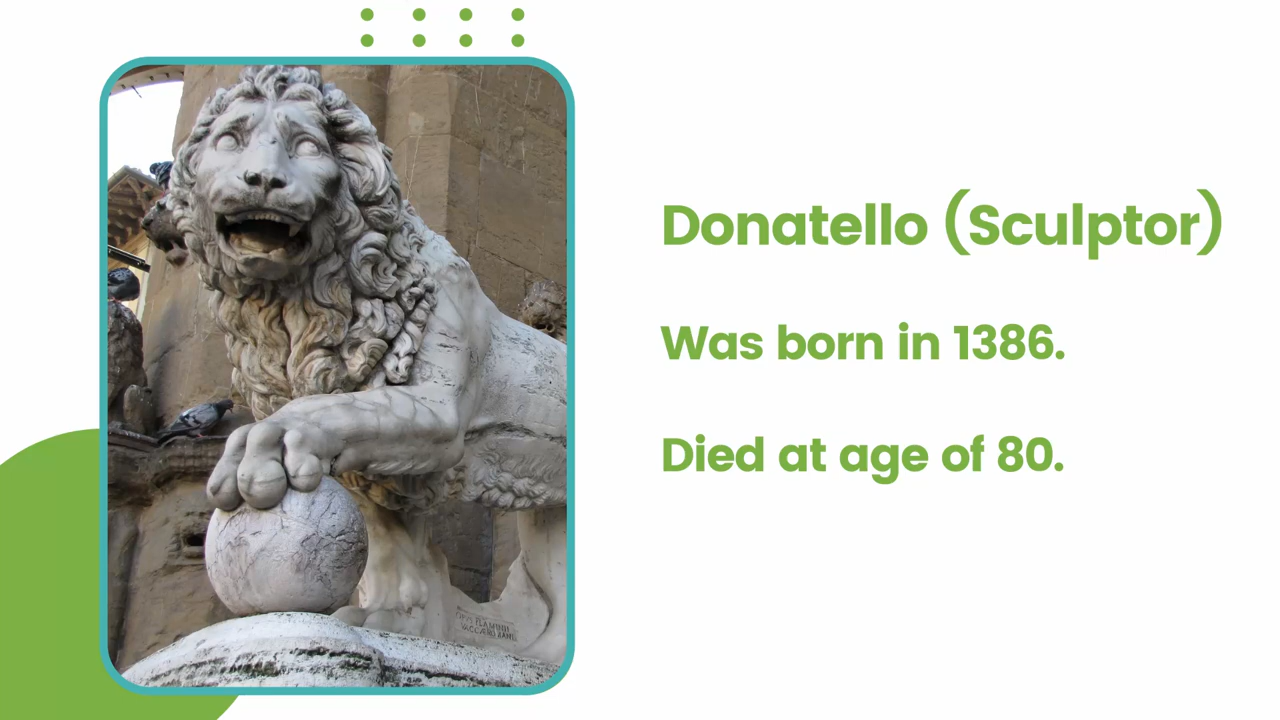 Donatello (Sculptor)
Was born in 1386.
Died at age of 80.